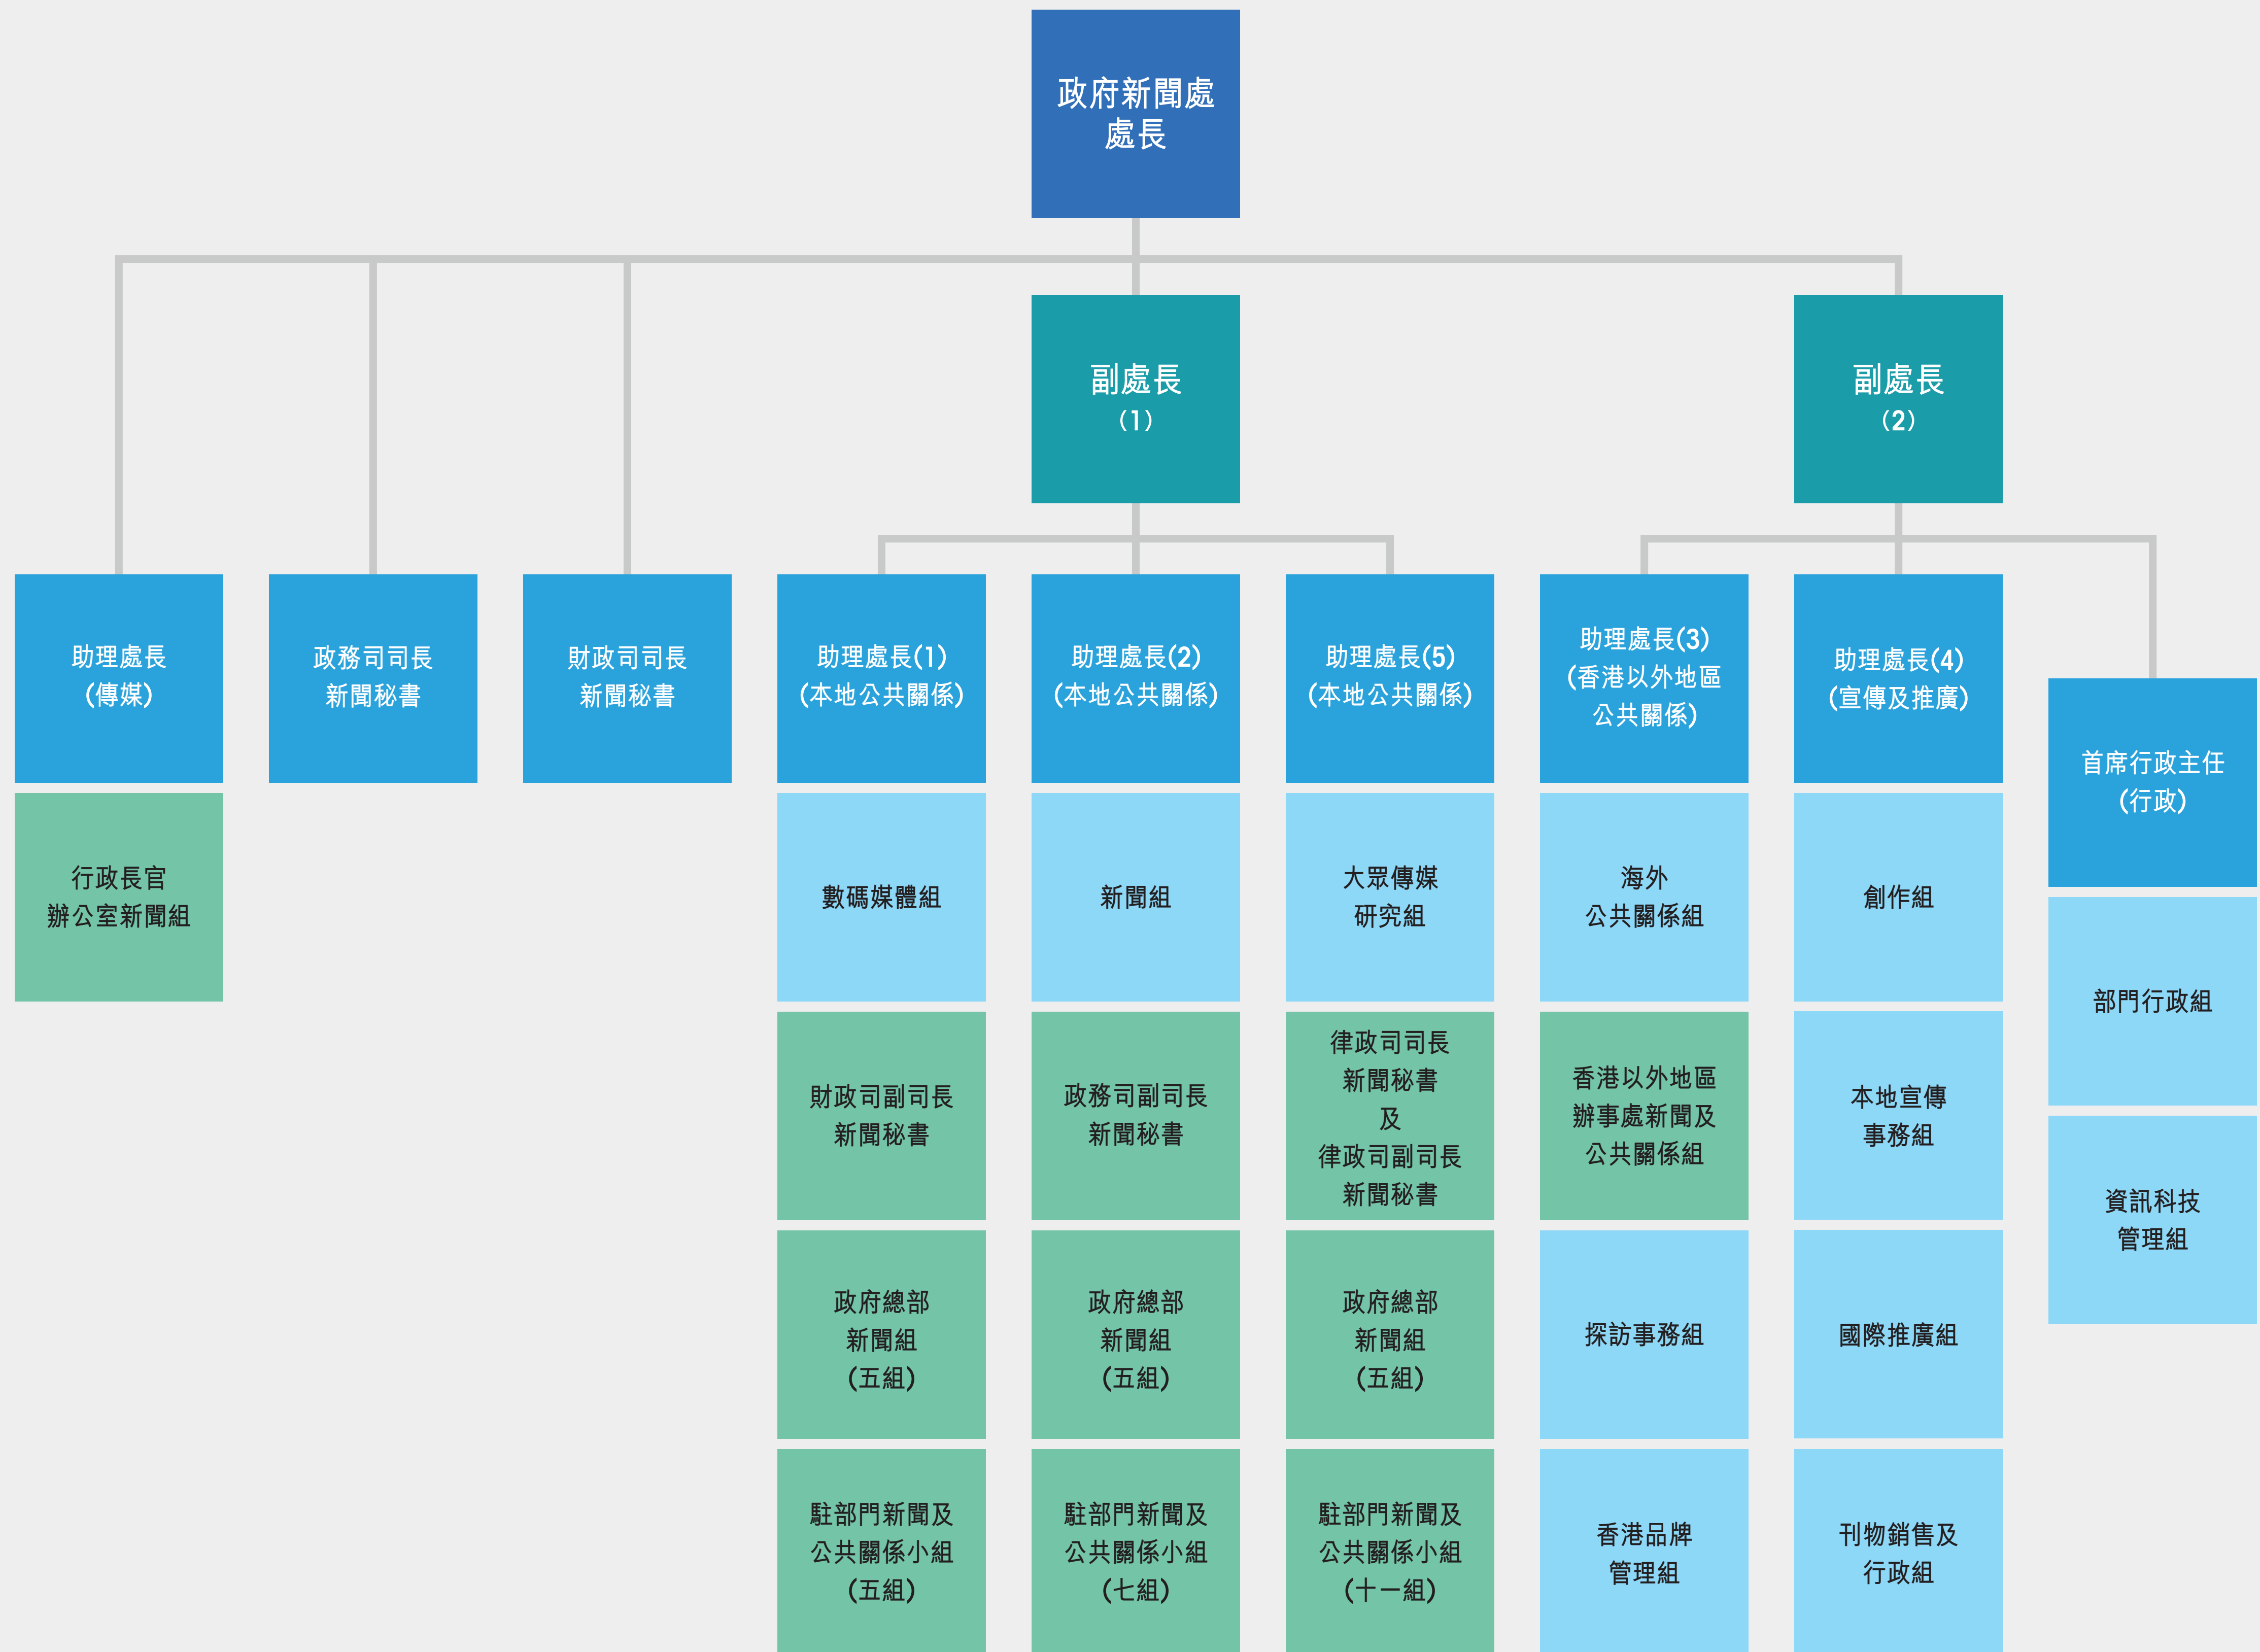 政府新聞處
處長
副處長
（1）
副處長
（2）
助理處長
(傳媒)
政務司司長
新聞秘書
財政司司長
新聞秘書
助理處長(1)
(本地公共關係)
助理處長(2)
(本地公共關係)
助理處長(5)
(本地公共關係)
助理處長(3)
(香港以外地區
公共關係)
助理處長(4)
(宣傳及推廣)
首席行政主任
(行政)
行政長官
辦公室新聞組
數碼媒體組
新聞組
大眾傳媒
研究組
海外
公共關係組
創作組
部門行政組
財政司副司長
新聞秘書
政務司副司長
新聞秘書
律政司司長
新聞秘書
及
律政司副司長
新聞秘書
香港以外地區
辦事處新聞及
公共關係組
本地宣傳
事務組
資訊科技
管理組
政府總部
新聞組
(五組)
政府總部
新聞組
(五組)
政府總部
新聞組
(五組)
探訪事務組
國際推廣組
駐部門新聞及
公共關係小組
(五組)
駐部門新聞及
公共關係小組
(七組)
駐部門新聞及
公共關係小組
(十一組)
香港品牌
管理組
刊物銷售及
行政組